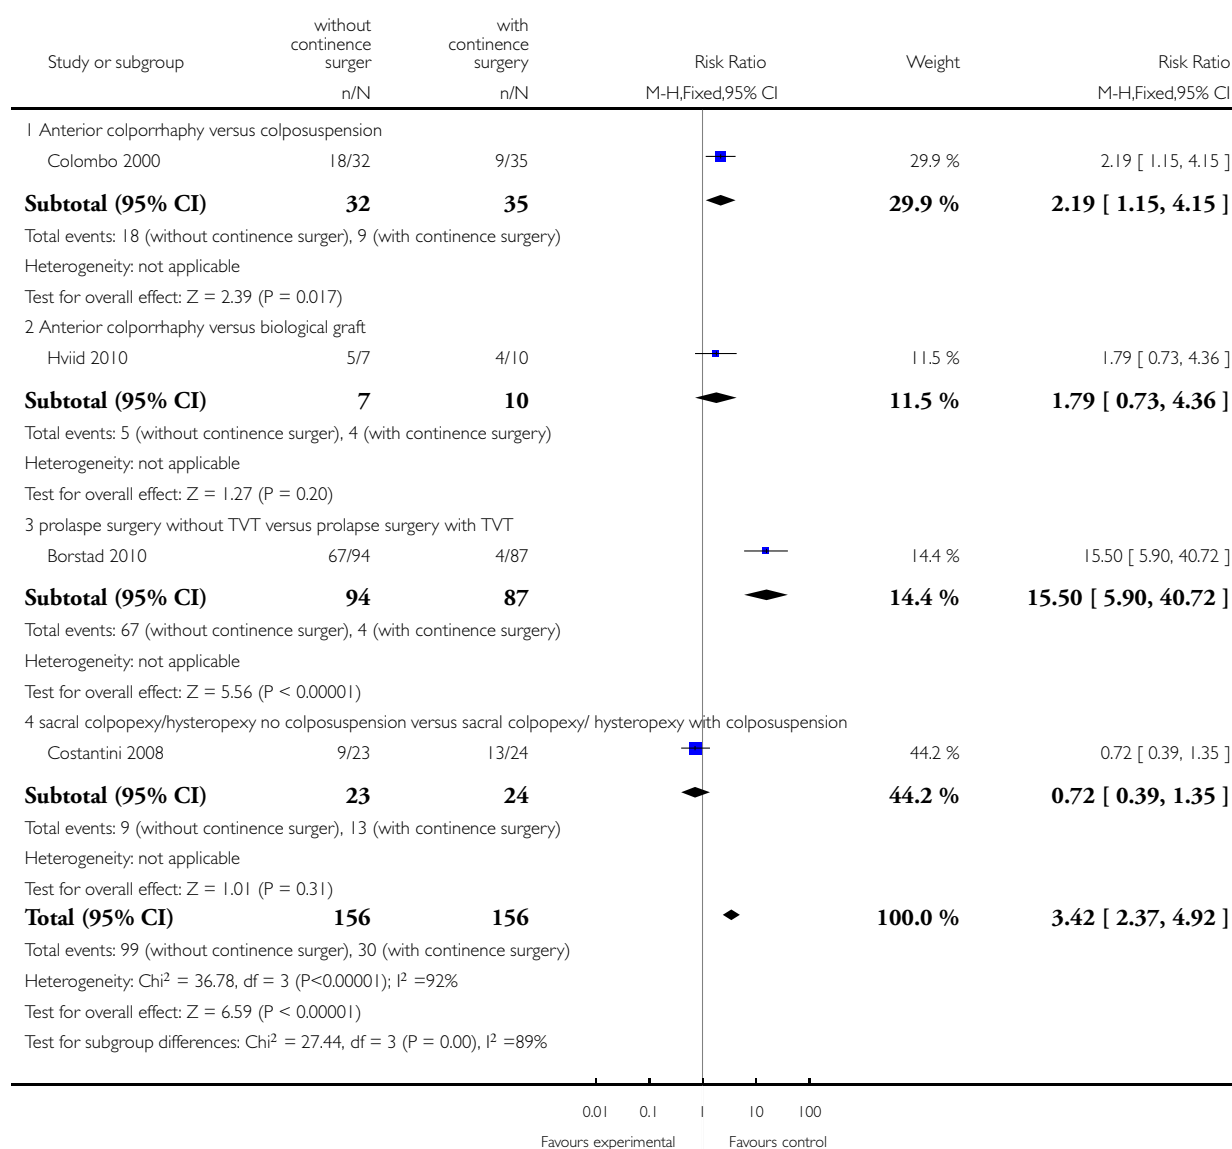 Study or subgroup
without continence surger
with continence surgery
Risk Ratio
Weight
Risk Ratio
n/N
n/N
M-H,Fixed,95% CI
M-H,Fixed,95% CI
1 Anterior colporrhaphy versus colposuspension
Colombo 2000 18/32 9/35 29.9 % 2.19 [ 1.15, 4.15 ]
Subtotal (95% CI) 32 35 29.9 % 2.19 [ 1.15, 4.15 ]
Total events: 18 (without continence surger), 9 (with continence surgery)
Heterogeneity: not applicable
Test for overall effect: Z = 2.39 (P = 0.017)
2 Anterior colporrhaphy versus biological graft
Hviid 2010 5/7 4/10 11.5 % 1.79 [ 0.73, 4.36 ]
Subtotal (95% CI) 7 10 11.5 % 1.79 [ 0.73, 4.36 ]
Total events: 5 (without continence surger), 4 (with continence surgery)
Heterogeneity: not applicable
Test for overall effect: Z = 1.27 (P = 0.20)
3 prolaspe surgery without TVT versus prolapse surgery with TVT
Borstad 2010 67/94 4/87 14.4 % 15.50 [ 5.90, 40.72 ]
Subtotal (95% CI) 94 87 14.4 % 15.50 [ 5.90, 40.72 ]
Total events: 67 (without continence surger), 4 (with continence surgery)
Heterogeneity: not applicable
Test for overall effect: Z = 5.56 (P < 0.00001)
4 sacral colpopexy/hysteropexy no colposuspension versus sacral colpopexy/ hysteropexy with colposuspension
Costantini 2008 9/23 13/24 44.2 % 0.72 [ 0.39, 1.35 ]
Subtotal (95% CI) 23 24 44.2 % 0.72 [ 0.39, 1.35 ]
Total events: 9 (without continence surger), 13 (with continence surgery)
Heterogeneity: not applicable
Test for overall effect: Z = 1.01 (P = 0.31)
Total (95% CI) 156 156 100.0 % 3.42 [ 2.37, 4.92 ]
Total events: 99 (without continence surger), 30 (with continence surgery)
Heterogeneity: Chi² = 36.78, df = 3 (P<0.00001); I² =92%
Test for overall effect: Z = 6.59 (P < 0.00001)
Test for subgroup differences: Chi² = 27.44, df = 3 (P = 0.00), I² =89%
0.01 0.1 1 10 100
Favours experimental Favours control